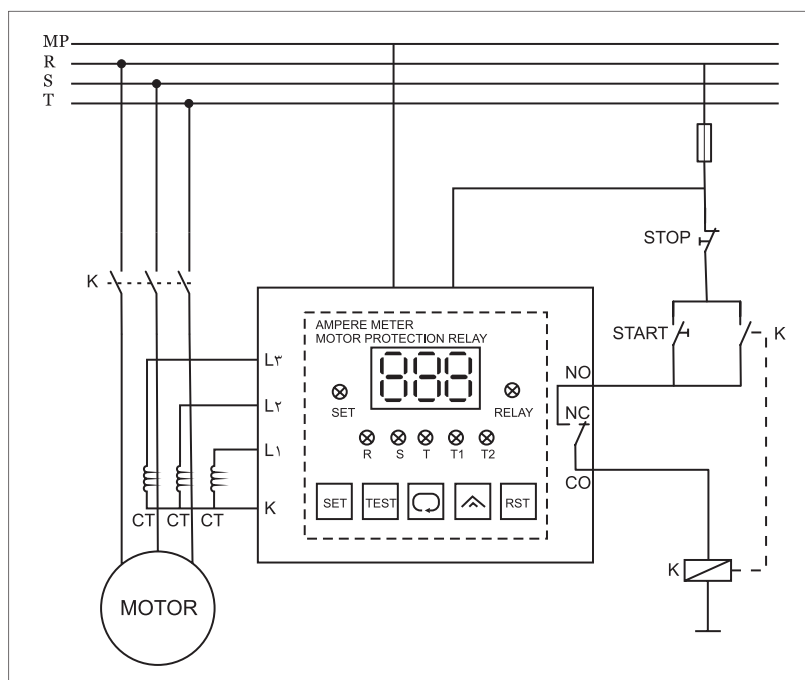 MP
R
S
T
STOP
K
START
K
AMPERE METER
MOTOR PROTECTION RELAY
888
SET
RELAY
R S T T1 T2
SET TEST RST
L۳
L۲
L۱
K
NO
NC
CO
CT CT CT
K
MOTOR